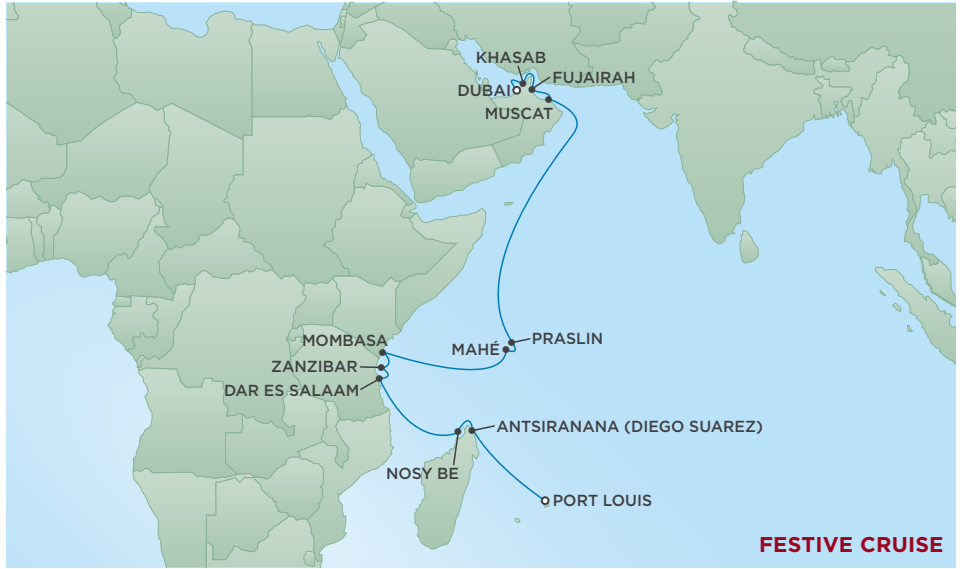 KHASAB
FUJAIRAH
DUBAI
MUSCAT
PRASLIN
MAHÉ
MOMBASA
ZANZIBAR
DAR ES SALAAM
ANTSIRANANA (DIEGO SUAREZ)
NOSY BE
PORT LOUIS
FESTIVE CRUISE